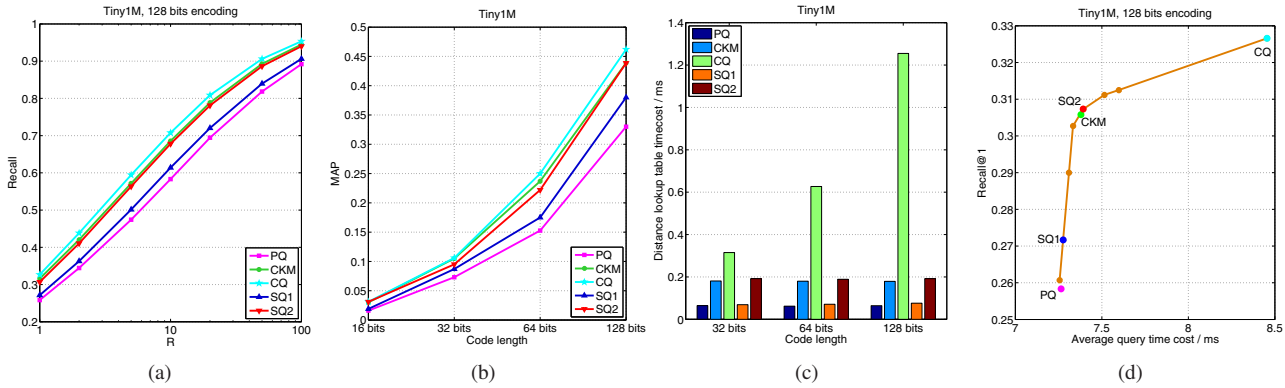 Tiny1M, 128 bits encoding
1
0.9
0.8
0.7
0.6
0.5
0.4
0.3
0.2
Recall
1
10
100
R
PQ
CKM
CQ
SQ1
SQ2
(a)
Tiny1M
0.5
0.45
0.4
0.35
0.3
0.25
0.2
0.15
0.1
0.05
0
MAP
16 bits
32 bits
64 bits
128 bits
Code length
PQ
CKM
CQ
SQ1
SQ2
(b)
Tiny1M
1.4
1.2
1
0.8
0.6
0.4
0.2
0
Distance lookup table timecost / ms
PQ
CKM
CQ
SQ1
SQ2
32 bits
64 bits
128 bits
Code length
(c)
Tiny1M, 128 bits encoding
0.33
0.32
0.31
0.3
0.29
0.28
0.27
0.26
0.25
Recall@1
CQ
SQ2
CKM
SQ1
PQ
7
7.5
8
8.5
Average query time cost / ms
(d)